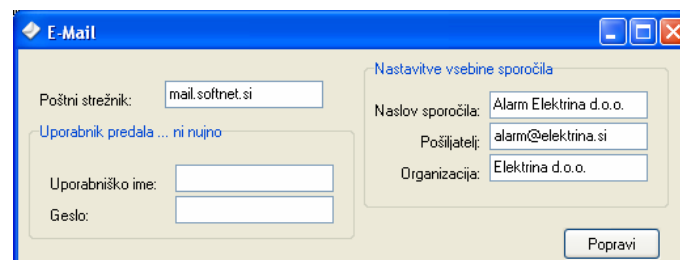 E-Mail
Poštni strežnik: mail.softnet.si
Uporabnik predala ... ni nujno
Uporabniško ime:
Geslo:
Nastavitve vsebine sporočila
Naslov sporočila: Alarm Elektrina d.o.o.
Pošiljatelj: alarm@elektrina.si
Organizacija: Elektrina d.o.o.
Popravi